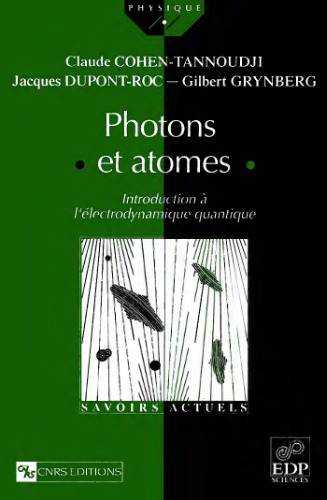 PHYSIQUE
Claude COHEN-TANNOUDJI
Jacques DUPONT-ROC — Gilbert GRYNBERG
Photons
• et atomes •
Introduction à
l'électrodynamique quantique
SAVOIRS ACTUELS
CNRS CNRS EDITIONS
EDP
SCIENCES